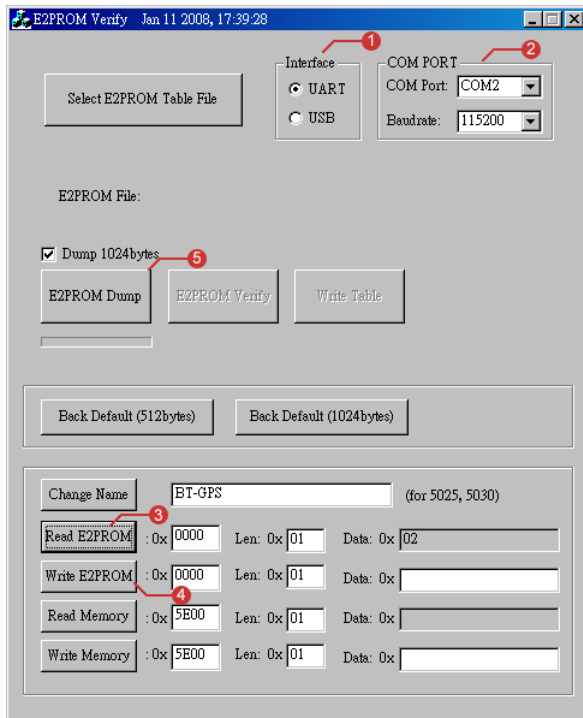 E2PROM Verify Jan 11 2008, 17:39:28
1
2
Interface
COM PORT
Select E2PROM Table File
UART
COM Port: COM2
USB
Baudrate: 115200
E2PROM File:
Dump 1024bytes
5
E2PROM Dump
E2PROM Verify
Write Table
Back Default (512bytes)
Back Default (1024bytes)
Change Name BT-GPS (for 5025, 5030)
3
Read E2PROM : 0x 0000 Len: 0x 01 Data: 0x 02
Write E2PROM : 0x 0000 Len: 0x 01 Data: 0x
4
Read Memory : 0x 5E00 Len: 0x 01 Data: 0x
Write Memory : 0x 5E00 Len: 0x 01 Data: 0x